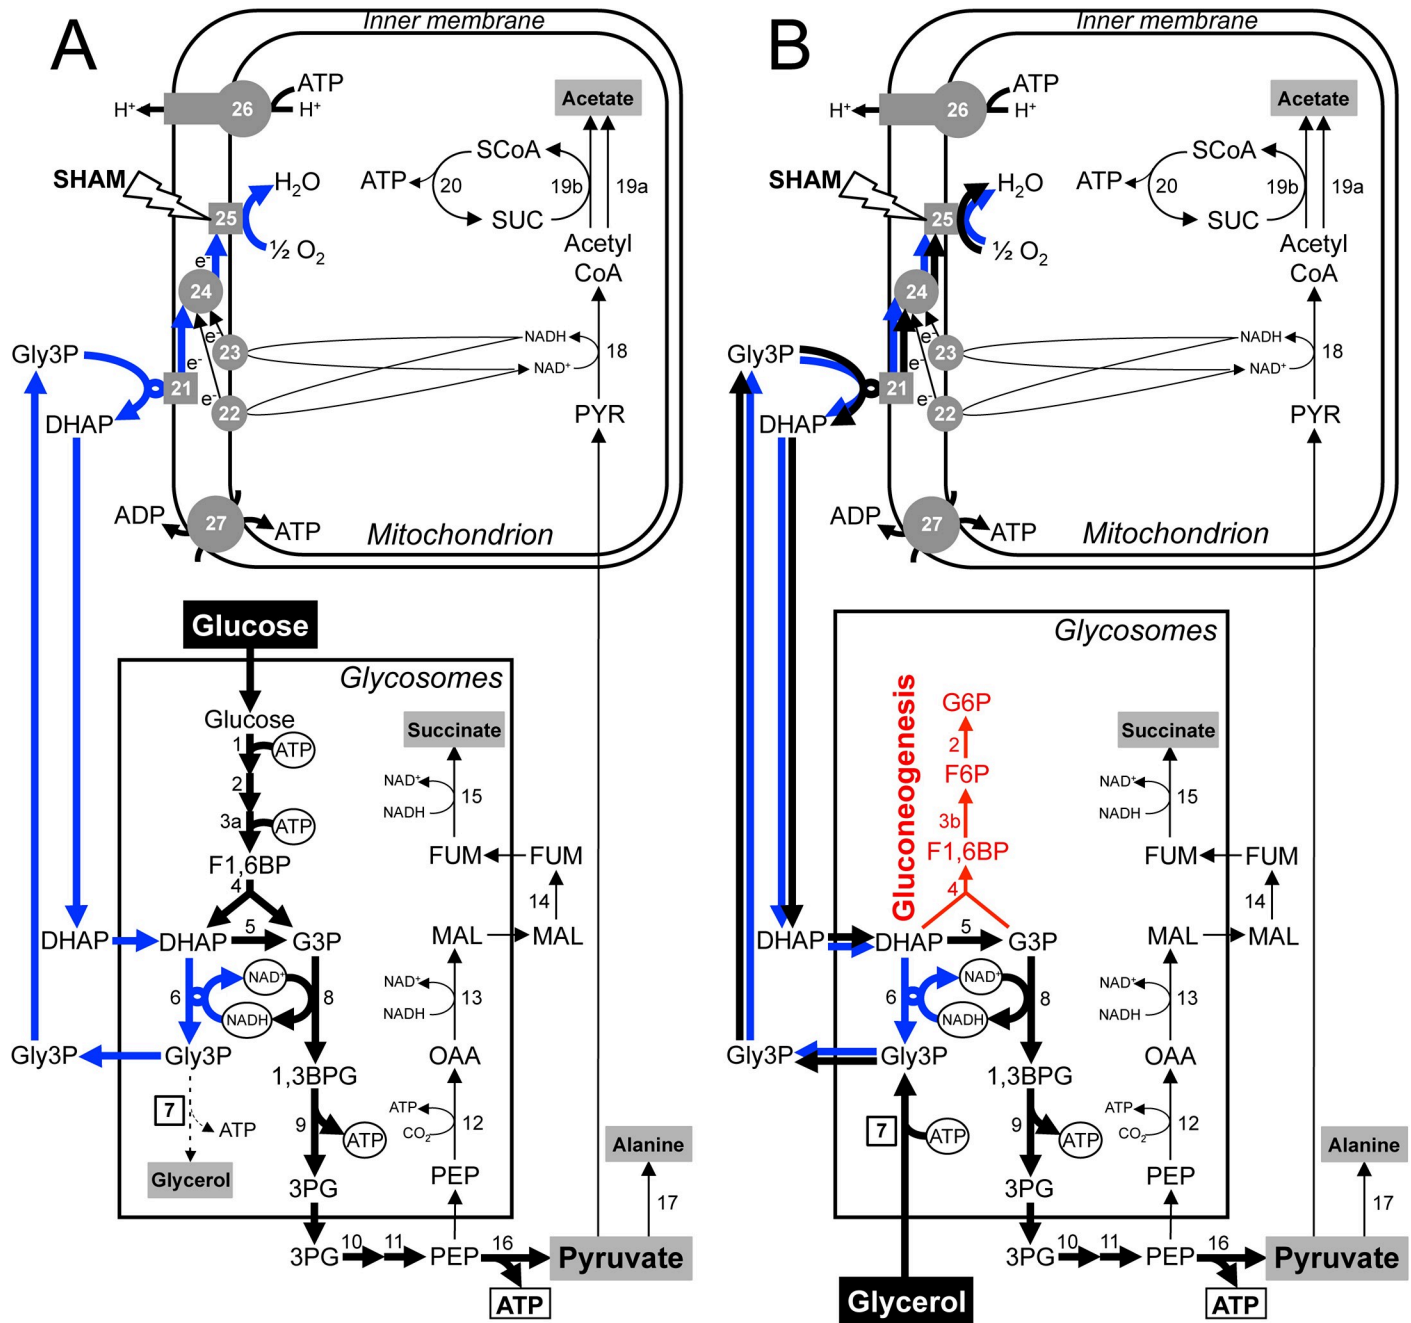 A
Inner membrane
ATP
H⁺
26
H⁺
Acetate
SHAM
H₂O
25
½ O₂
ATP
SCoA
20
19b
19a
SUC
Acetyl
CoA
e⁻
24
e⁻
23
NADH
18
NAD⁺
Gly3P
e⁻
21
e⁻
22
DHAP
PYR
ADP
27
ATP
Mitochondrion
Glucose
Glycosomes
Glucose
1
ATP
2
3a
ATP
F1,6BP
4
Succinate
NAD⁺
15
NADH
FUM
FUM
14
DHAP
DHAP
5
G3P
MAL
MAL
6
NAD⁺
8
NADH
NAD⁺
13
NADH
Gly3P
Gly3P
1,3BPG
OAA
7
ATP
9
ATP
ATP
12
CO₂
Glycerol
3PG
PEP
Alanine
17
3PG
10
11
PEP
16
Pyruvate
ATP
B
Inner membrane
ATP
H⁺
26
H⁺
Acetate
SHAM
H₂O
25
½ O₂
ATP
SCoA
20
19b
19a
SUC
Acetyl
CoA
24
e⁻
23
NADH
18
NAD⁺
Gly3P
e⁻
21
e⁻
22
DHAP
PYR
ADP
27
ATP
Mitochondrion
Glycosomes
Gluconeogenesis
G6P
2
F6P
3b
F1,6BP
4
Succinate
NAD⁺
15
NADH
FUM
FUM
14
DHAP
DHAP
5
G3P
MAL
MAL
6
NAD⁺
8
NADH
NAD⁺
13
NADH
Gly3P
Gly3P
1,3BPG
OAA
7
ATP
9
ATP
ATP
12
CO₂
3PG
PEP
Alanine
17
3PG
10
11
PEP
16
Pyruvate
ATP
Glycerol